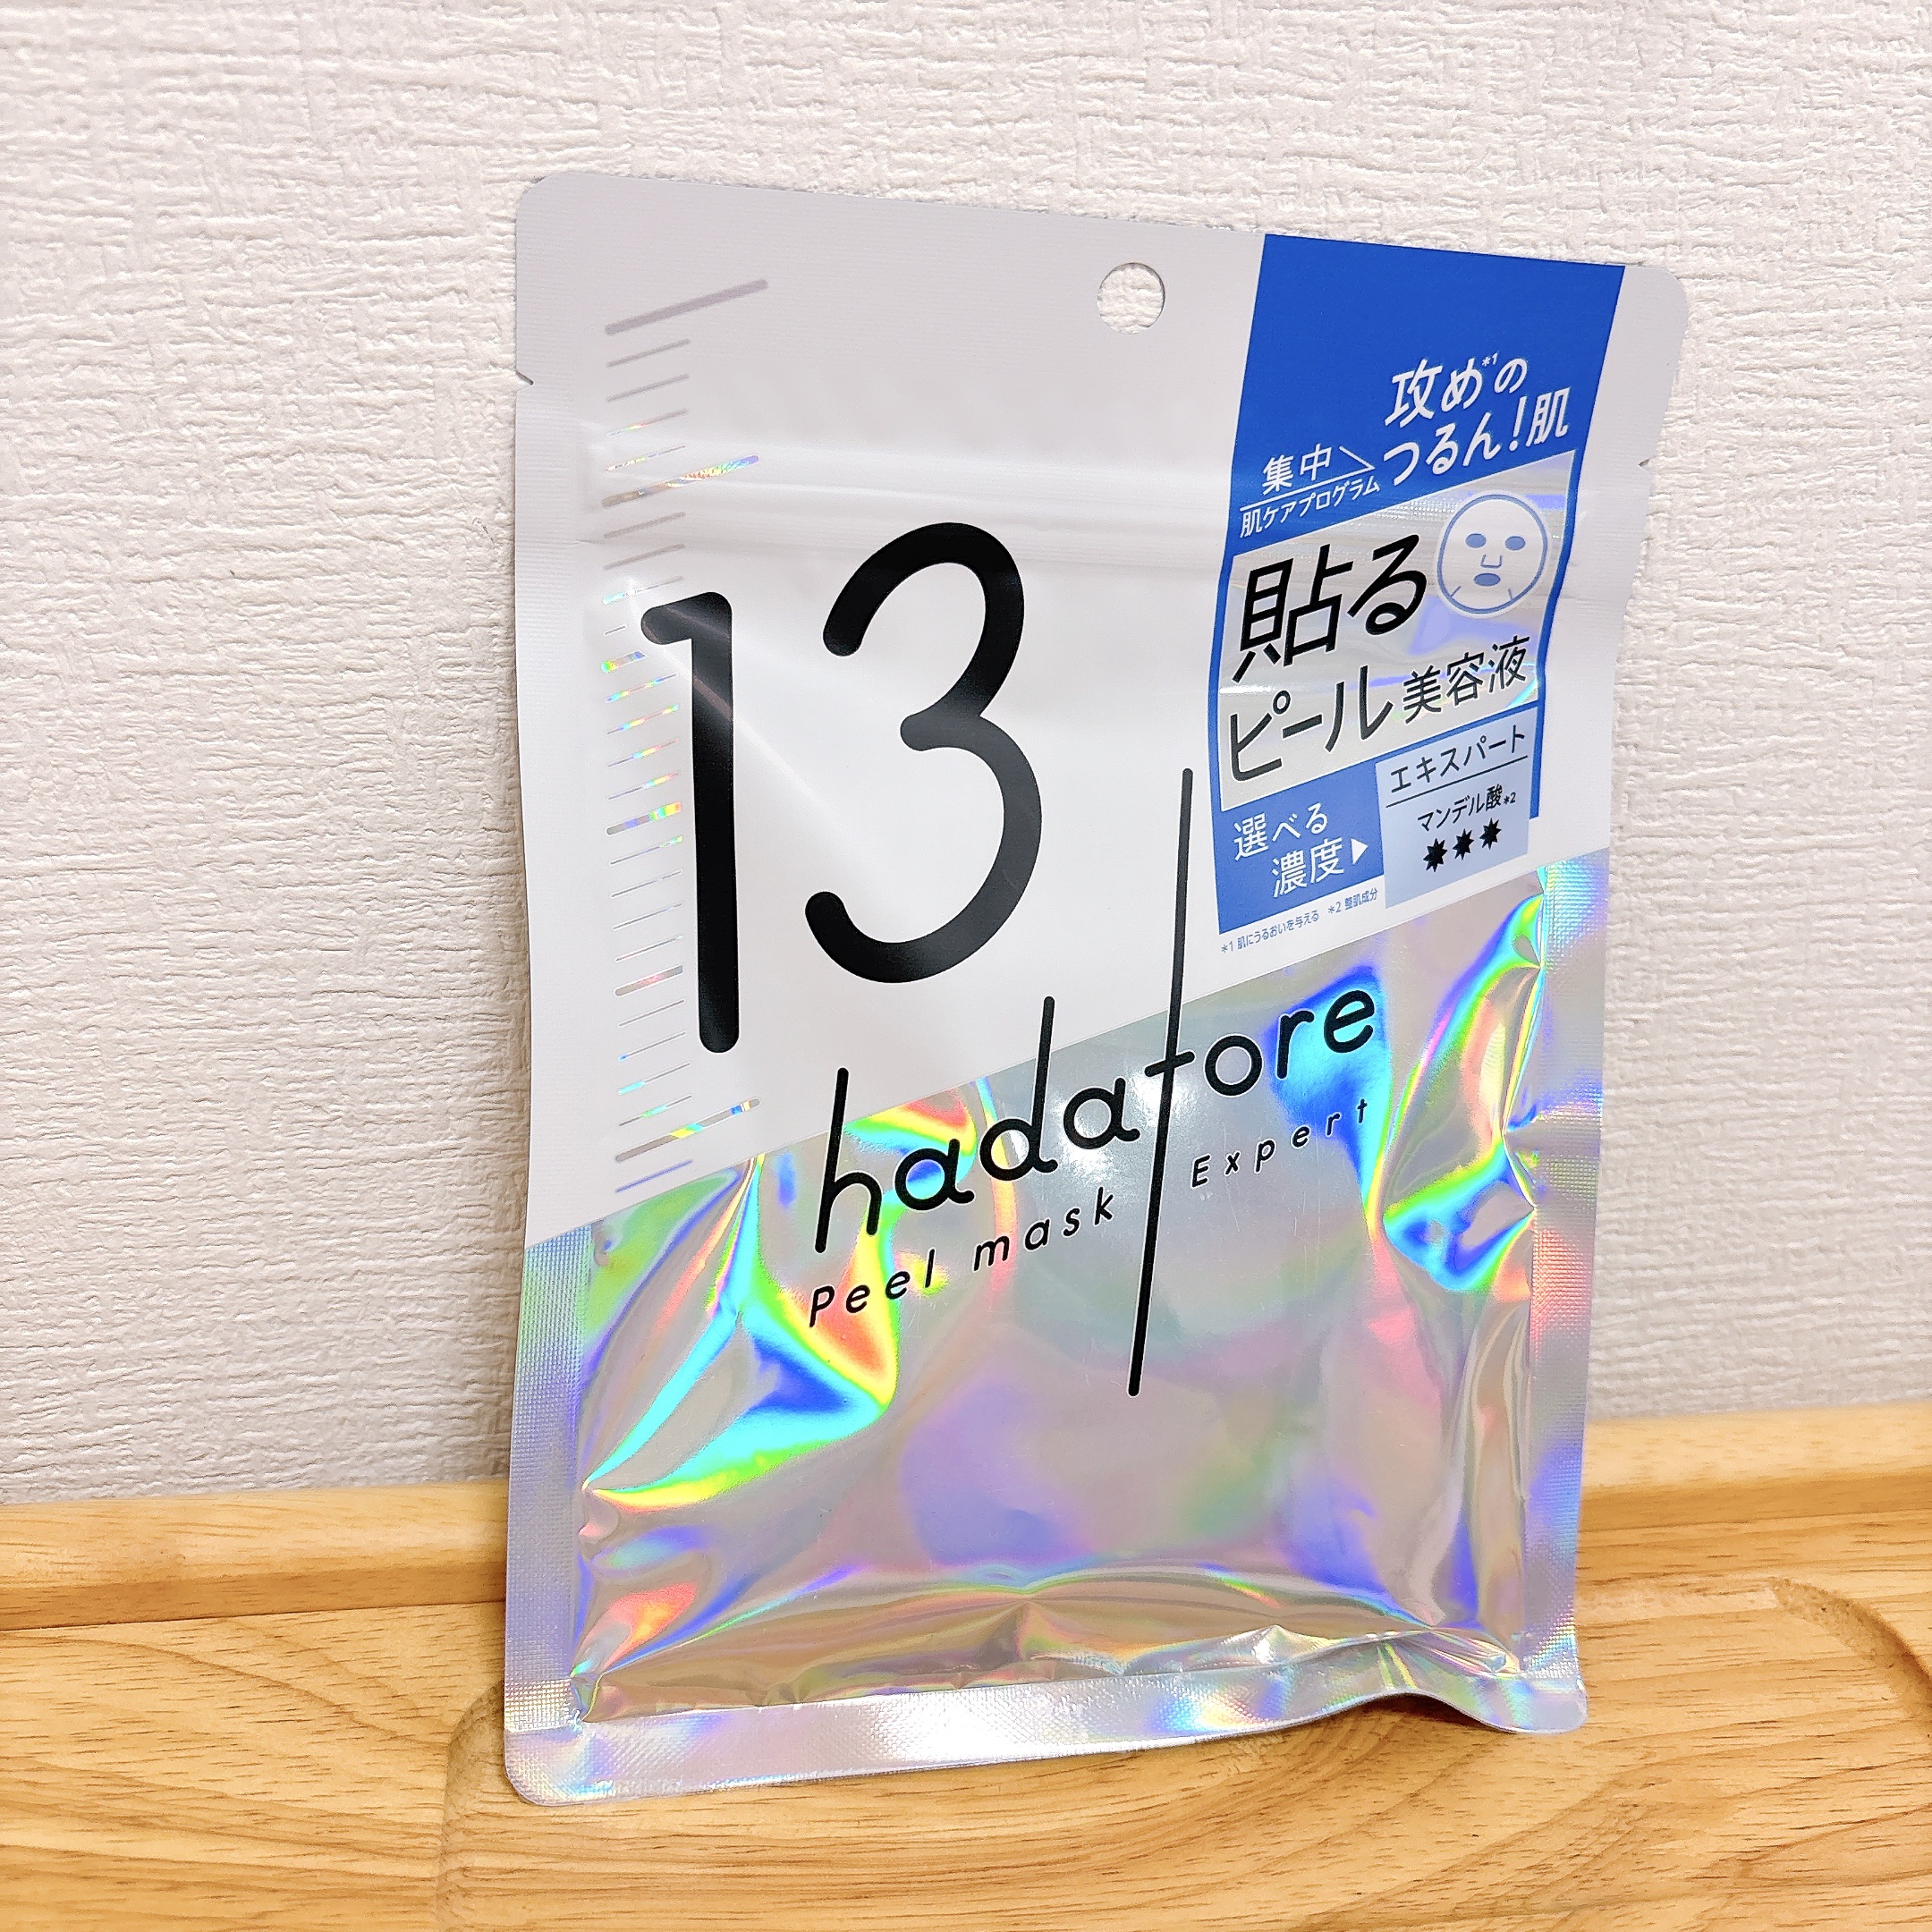 攻め*1の
つるん!肌
集中
肌ケアプログラム
貼る
ピール美容液
エキスパート
マンデル酸*2
選べる
濃度
*1 肌にうるおいを与える *2 整肌成分
13
hadafore
Peel mask Expert